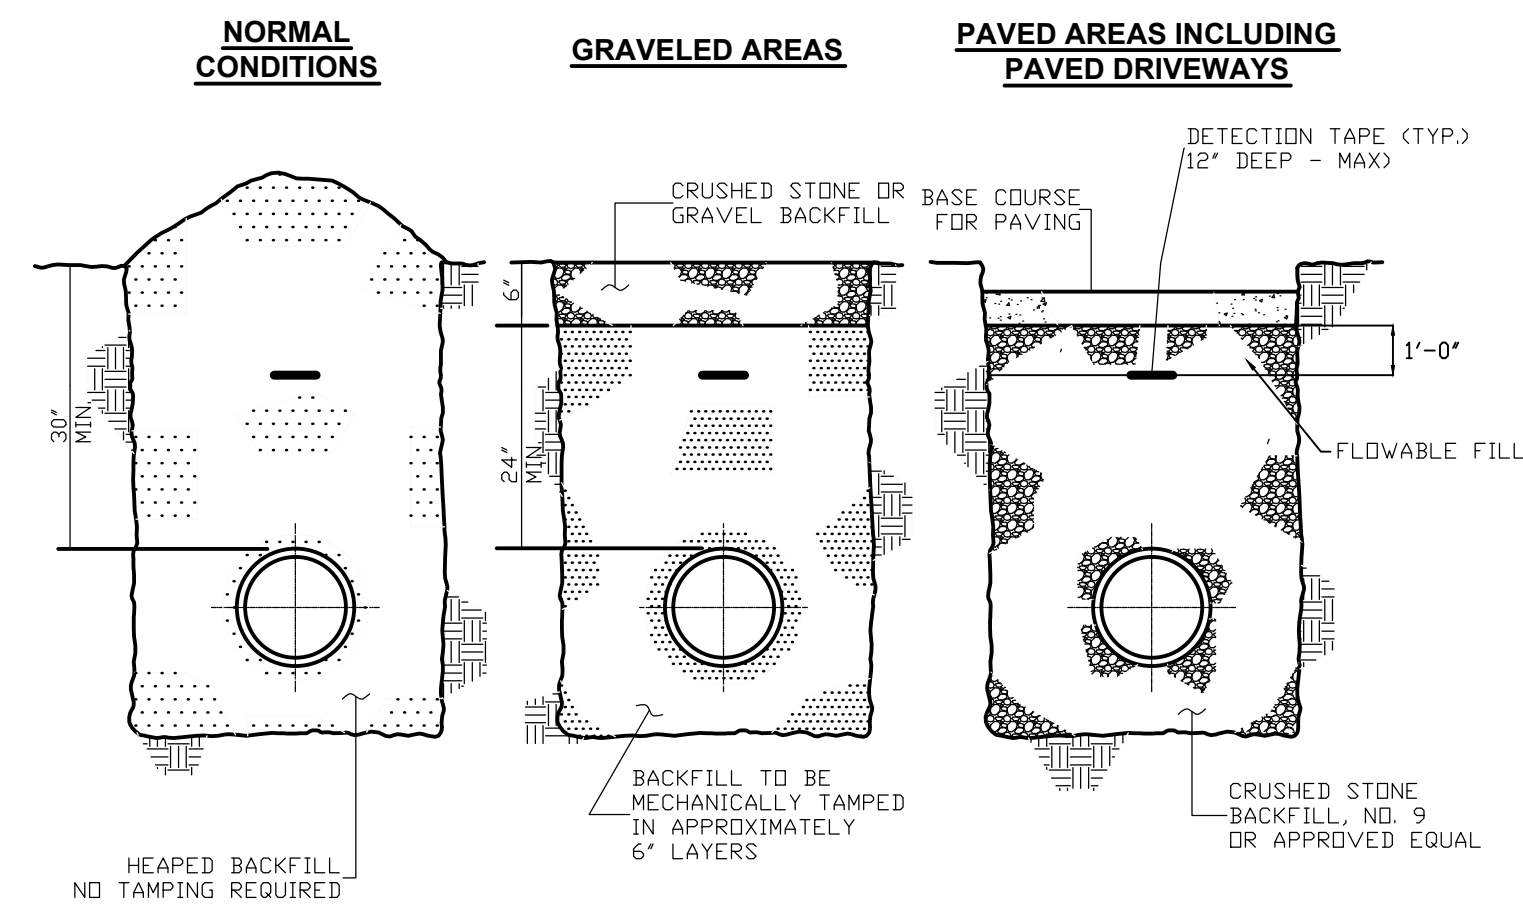 NORMAL
CONDITIONS
GRAVELED AREAS
PAVED AREAS INCLUDING
PAVED DRIVEWAYS
DETECTION TAPE (TYP.)
12" DEEP - MAX)
CRUSHED STONE OR
GRAVEL BACKFILL
BASE COURSE
FOR PAVING
6"
1'-0"
30"
MIN.
24"
MIN.
FLOWABLE FILL
BACKFILL TO BE
MECHANICALLY TAMPED
IN APPROXIMATELY
6" LAYERS
CRUSHED STONE
BACKFILL, NO. 9
OR APPROVED EQUAL
HEAPED BACKFILL
NO TAMPING REQUIRED